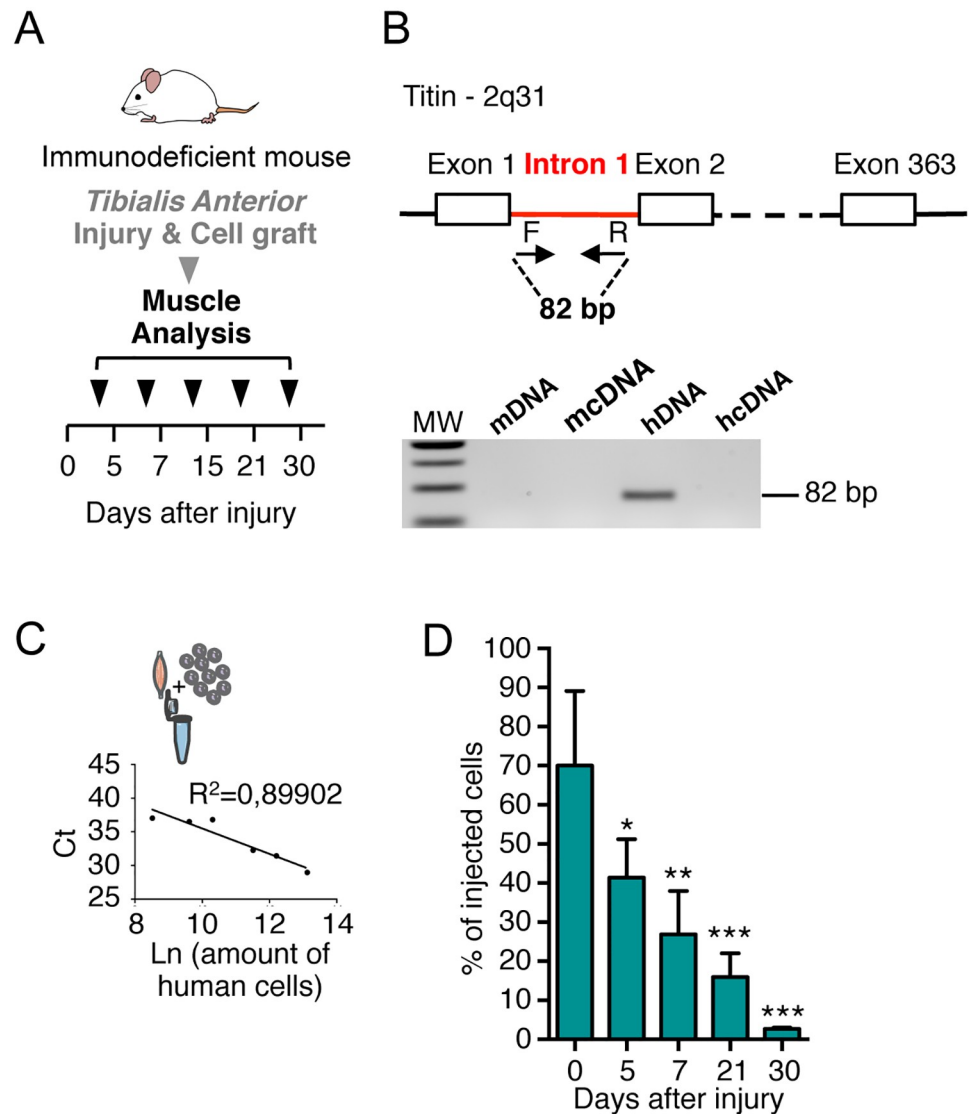 A
Immunodeficient mouse
Tibialis Anterior
Injury & Cell graft
Muscle
Analysis
0 5 7 15 21 30
Days after injury
B
Titin - 2q31
Exon 1 Intron 1 Exon 2 Exon 363
F R
82 bp
MW mDNA mcDNA hDNA hcDNA
82 bp
C
+
45
40
35
30
25
Ct
R²=0,89902
8 10 12 14
Ln (amount of
human cells)
D
100
90
80
70
60
50
40
30
20
10
0
% of injected cells
* ** *** ***
0 5 7 21 30
Days after injury